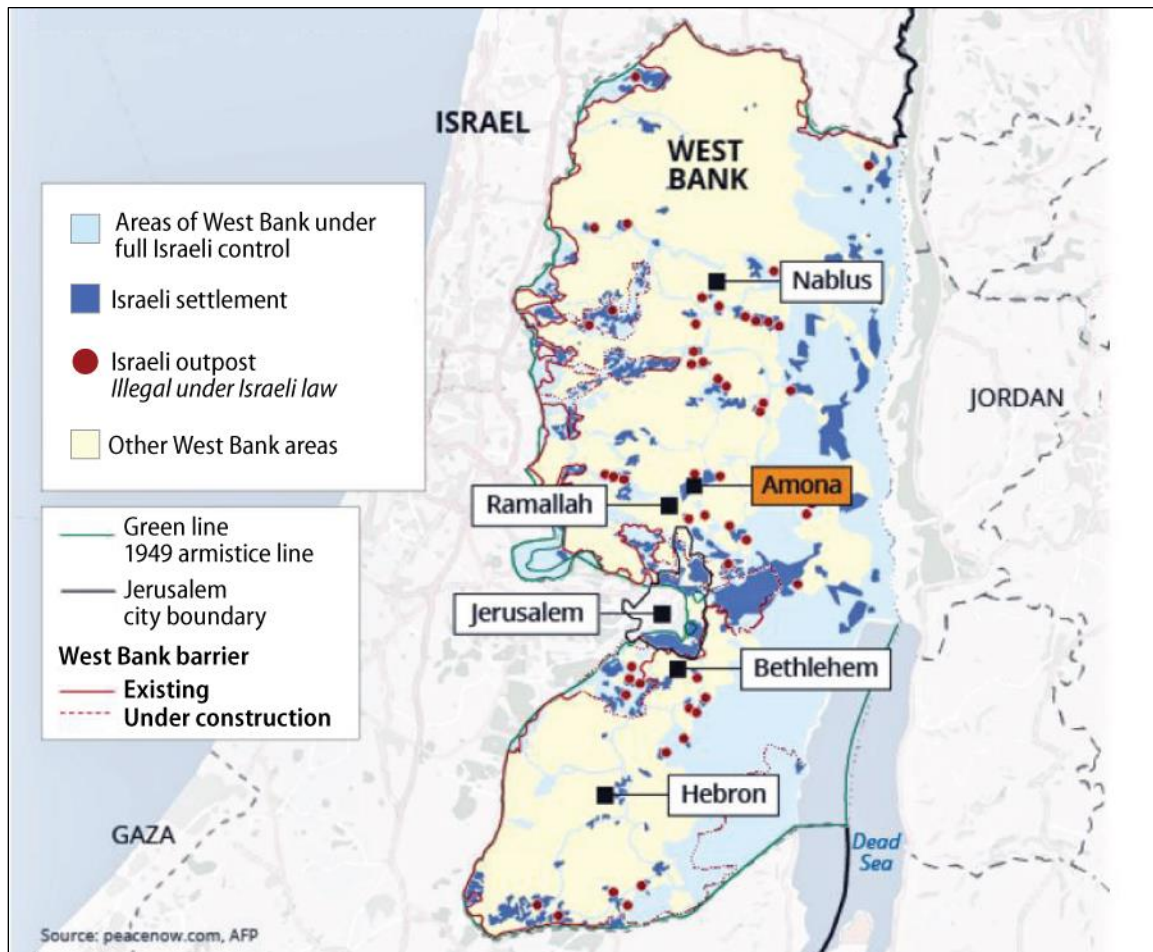 ISRAEL
WEST
BANK
Areas of West Bank under
full Israeli control
Israeli settlement
Israeli outpost
Illegal under Israeli law
Other West Bank areas
Nablus
JORDAN
Amona
Ramallah
Green line
1949 armistice line
Jerusalem
city boundary
West Bank barrier
Existing
Under construction
Jerusalem
Bethlehem
Hebron
GAZA
Dead
Sea
Source: peacenow.com, AFP